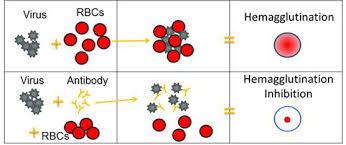 Virus
RBCs
Hemagglutination
Virus
Antibody
Hemagglutination
Inhibition
RBCs